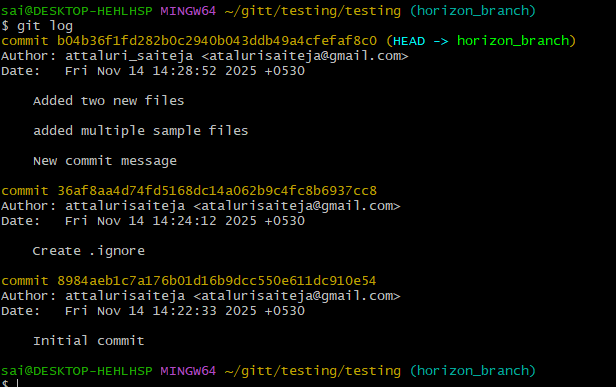 sai@DESKTOP-HEHLHSP MINGW64 ~/gitt/testing/testing (horizon_branch)
$ git log
commit b04b36f1fd282b0c2940b043ddb49a4cfefaf8c0 (HEAD -> horizon_branch)
Author: attaluri_saiteja <atalurisaiteja@gmail.com>
Date:   Fri Nov 14 14:28:52 2025 +0530

    Added two new files

    added multiple sample files

    New commit message

commit 36af8aa4d74fd5168dc14a062b9c4fc8b6937cc8
Author: attalurisaiteja <atalurisaiteja@gmail.com>
Date:   Fri Nov 14 14:24:12 2025 +0530

    Create .ignore

commit 8984aeb1c7a176b01d16b9dcc550e611dc910e54
Author: attalurisaiteja <atalurisaiteja@gmail.com>
Date:   Fri Nov 14 14:22:33 2025 +0530

    Initial commit

sai@DESKTOP-HEHLHSP MINGW64 ~/gitt/testing/testing (horizon_branch)
$